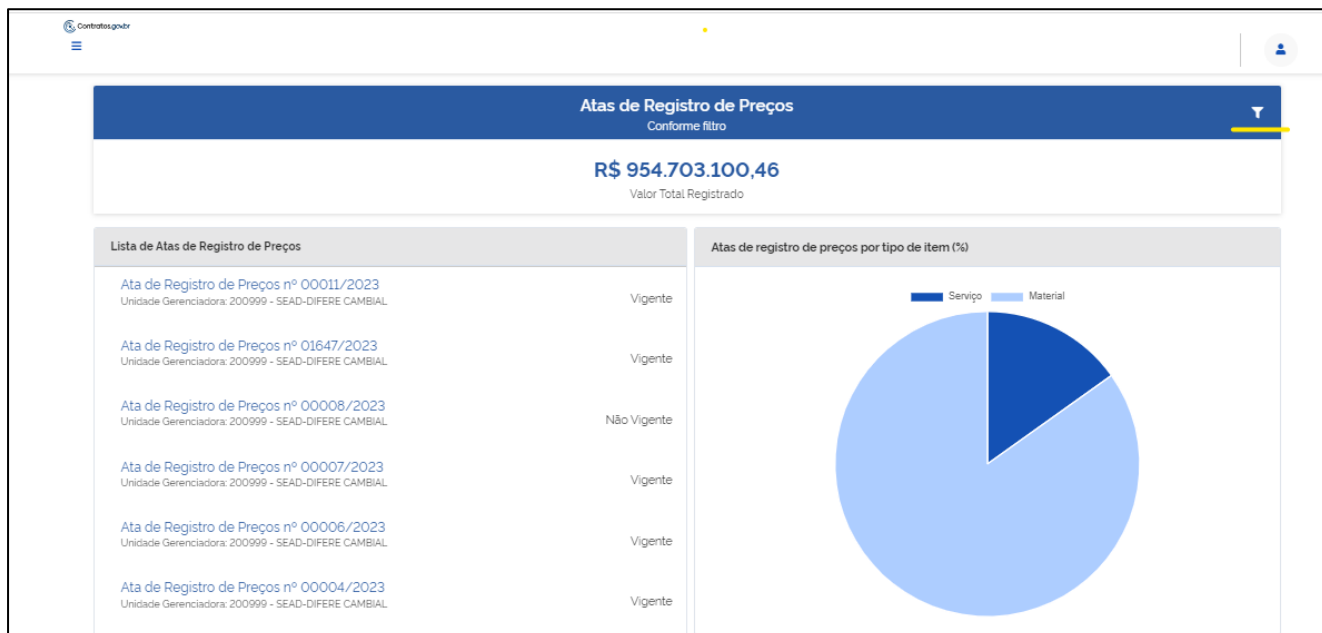 Contratos.govbr
Atas de Registro de Preços
Conforme filtro
R$ 954.703.100,46
Valor Total Registrado
Lista de Atas de Registro de Preços
Ata de Registro de Preços nº 00011/2023
Unidade Gerenciadora: 200999 - SEAD-DIFERE CAMBIAL
Vigente
Ata de Registro de Preços nº 01647/2023
Unidade Gerenciadora: 200999 - SEAD-DIFERE CAMBIAL
Vigente
Ata de Registro de Preços nº 00008/2023
Unidade Gerenciadora: 200999 - SEAD-DIFERE CAMBIAL
Não Vigente
Ata de Registro de Preços nº 00007/2023
Unidade Gerenciadora: 200999 - SEAD-DIFERE CAMBIAL
Vigente
Ata de Registro de Preços nº 00006/2023
Unidade Gerenciadora: 200999 - SEAD-DIFERE CAMBIAL
Vigente
Ata de Registro de Preços nº 00004/2023
Unidade Gerenciadora: 200999 - SEAD-DIFERE CAMBIAL
Vigente
Atas de registro de preços por tipo de item (%)
Serviço
Material